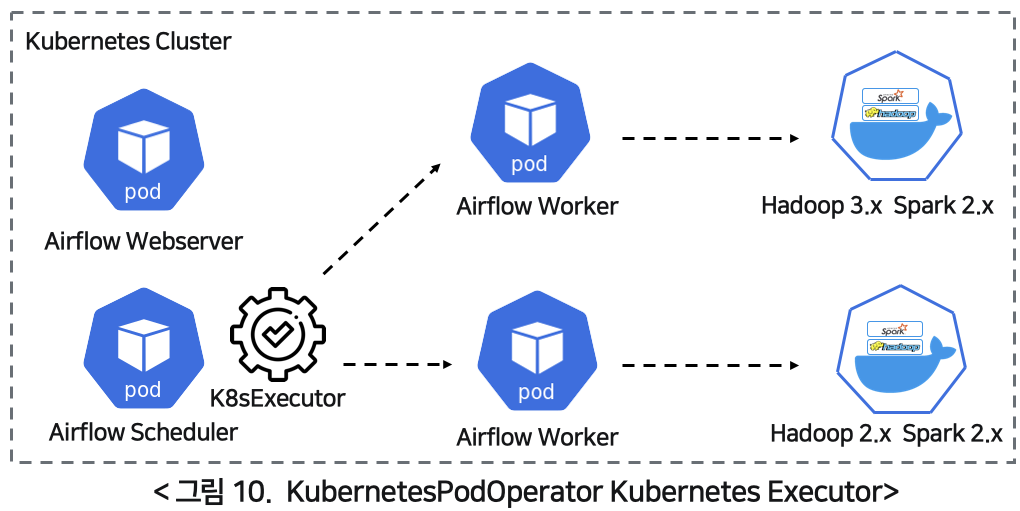 Kubernetes Cluster
pod
Airflow Webserver
pod
Airflow Worker
Spark
hadoop
Hadoop 3.x Spark 2.x
pod
Airflow Scheduler
K8sExecutor
pod
Airflow Worker
Spark
hadoop
Hadoop 2.x Spark 2.x
< 그림 10. KubernetesPodOperator Kubernetes Executor>